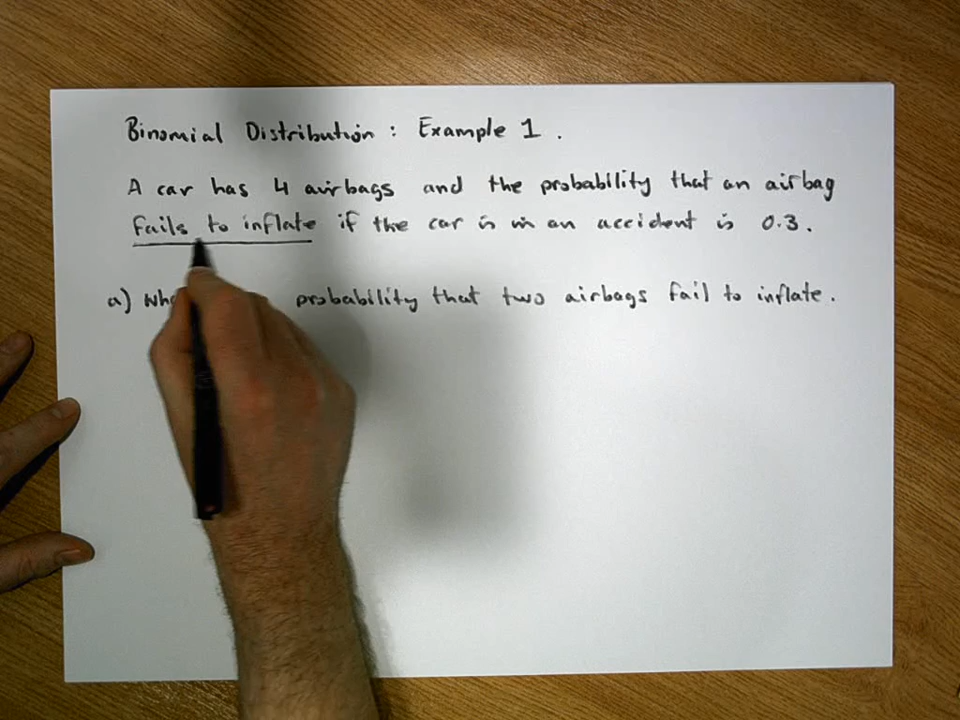 Binomial Distribution : Example 1 .
A car has 4 airbags and the probability that an airbag
fails to inflate if the car is in an accident is 0.3.
a) probability that two airbags fail to inflate.